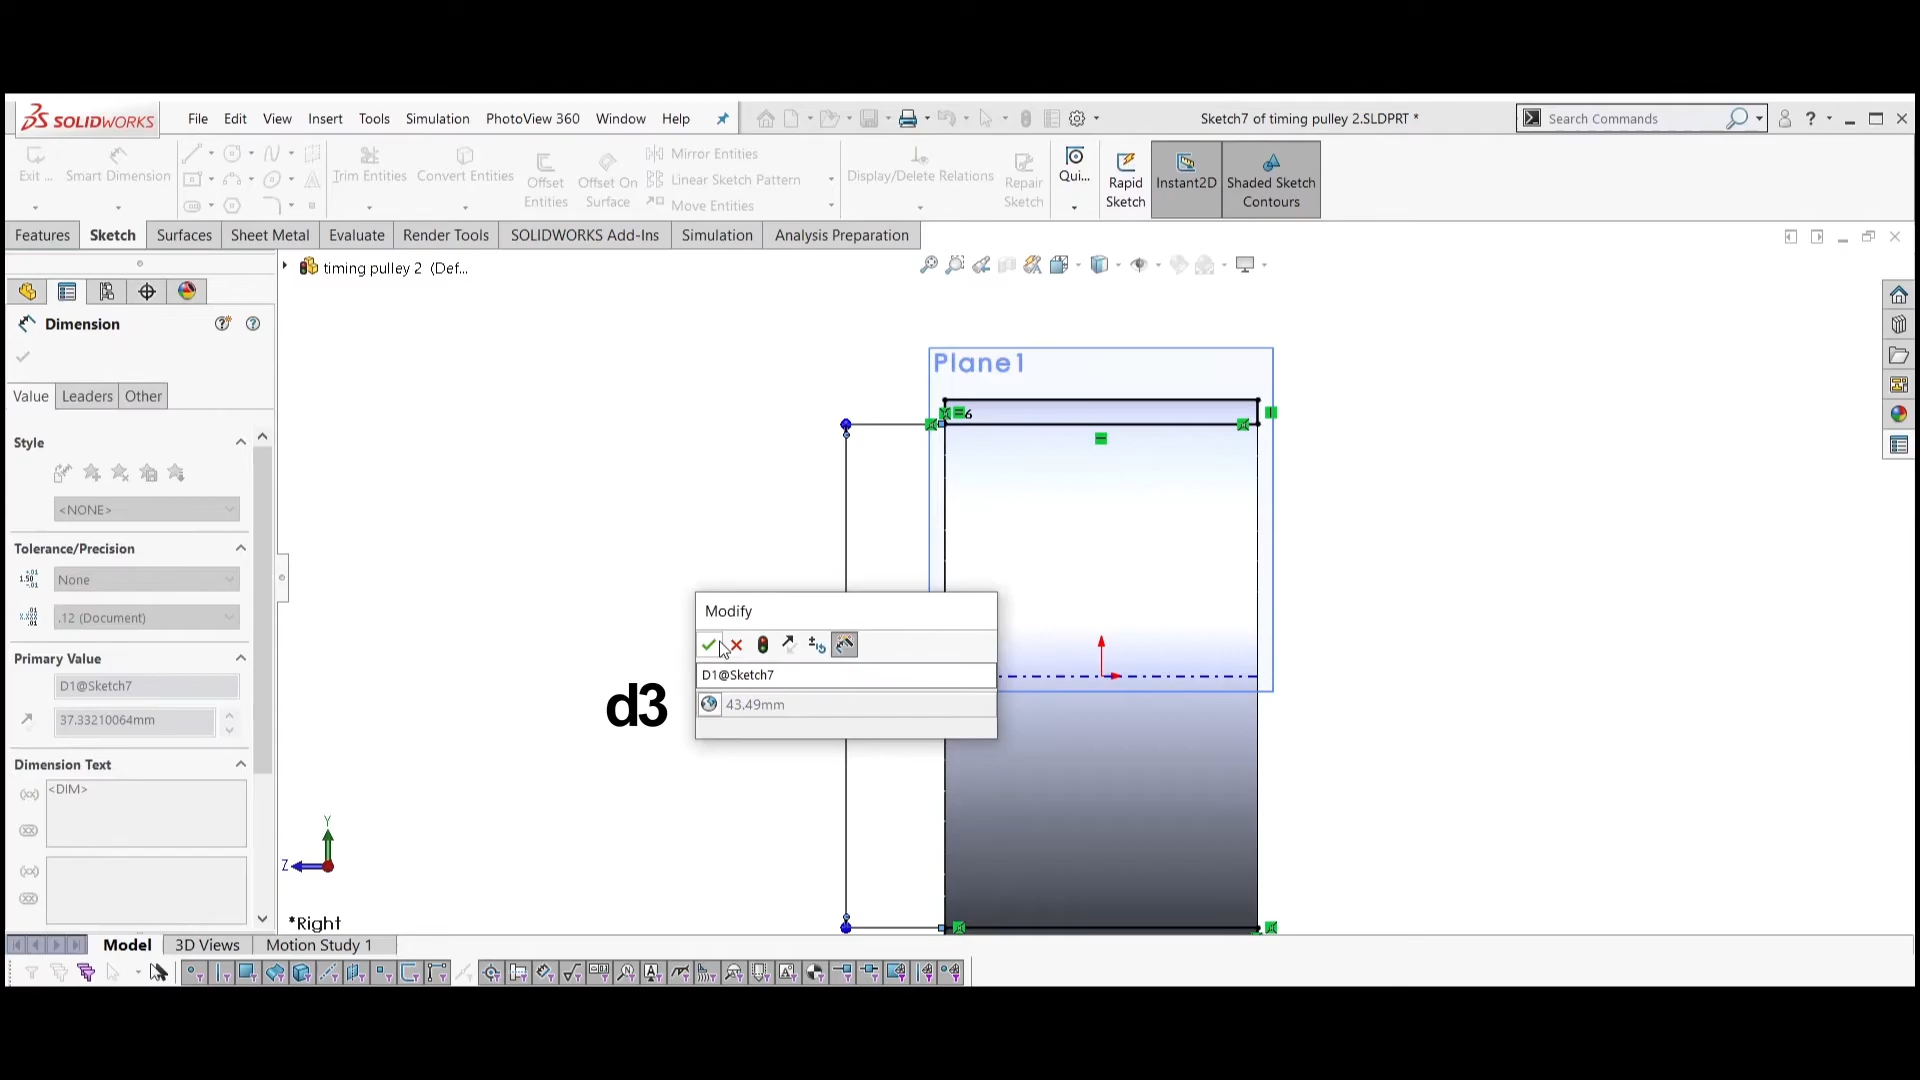 SOLIDWORKS File Edit View Insert Tools Simulation PhotoView 360 Window Help Sketch7 of timing pulley 2.SLDPRT * Search Commands ?
Exit ... Smart Dimension Trim Entities Convert Entities Offset Entities Offset On Surface Mirror Entities Display/Delete Relations Repair Sketch Qui... Rapid Sketch Instant2D Shaded Sketch Contours
Linear Sketch Pattern
Move Entities
Features Sketch Surfaces Sheet Metal Evaluate Render Tools SOLIDWORKS Add-Ins Simulation Analysis Preparation
timing pulley 2 (Def...
Dimension
Value Leaders Other
Style
<NONE>
Tolerance/Precision
None
.12 (Document)
Primary Value
D1@Sketch7
37.33210064mm
Dimension Text
<DIM>
Plane1
6
Modify
D1@Sketch7
43.49mm
d3
Y
Z
*Right
Model 3D Views Motion Study 1